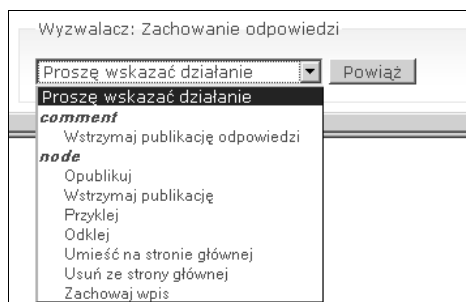 Wyzwalacz: Zachowanie odpowiedzi
Proszę wskazać działanie Powiąż
Proszę wskazać działanie
comment
Wstrzymaj publikację odpowiedzi
node
Opublikuj
Wstrzymaj publikację
Przyklej
Odklej
Umieść na stronie głównej
Usuń ze strony głównej
Zachowaj wpis